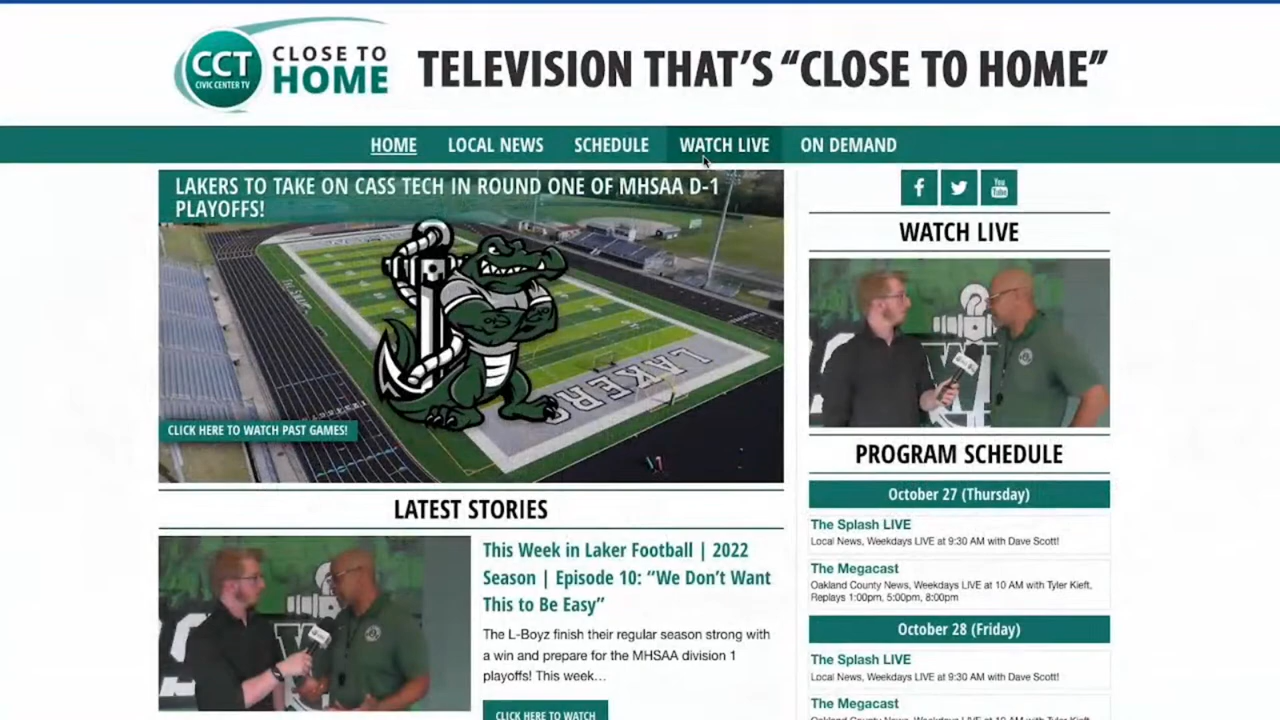 CCT
CIVIC CENTER TV
CLOSE TO
HOME
TELEVISION THAT'S “CLOSE TO HOME”
HOME
LOCAL NEWS
SCHEDULE
WATCH LIVE
ON DEMAND
LAKERS TO TAKE ON CASS TECH IN ROUND ONE OF MHSAA D-1
PLAYOFFS!
LAKERS
CLICK HERE TO WATCH PAST GAMES!
LATEST STORIES
This Week in Laker Football | 2022
Season | Episode 10: “We Don’t Want
This to Be Easy”
The L-Boyz finish their regular season strong with
a win and prepare for the MHSAA division 1
playoffs! This week…
CLICK HERE TO WATCH
f
You
Tube
WATCH LIVE
PROGRAM SCHEDULE
October 27 (Thursday)
The Splash LIVE
Local News, Weekdays LIVE at 9:30 AM with Dave Scott!
The Megacast
Oakland County News, Weekdays LIVE at 10 AM with Tyler Kieft,
Replays 1:00pm, 5:00pm, 8:00pm
October 28 (Friday)
The Splash LIVE
Local News, Weekdays LIVE at 9:30 AM with Dave Scott!
The Megacast